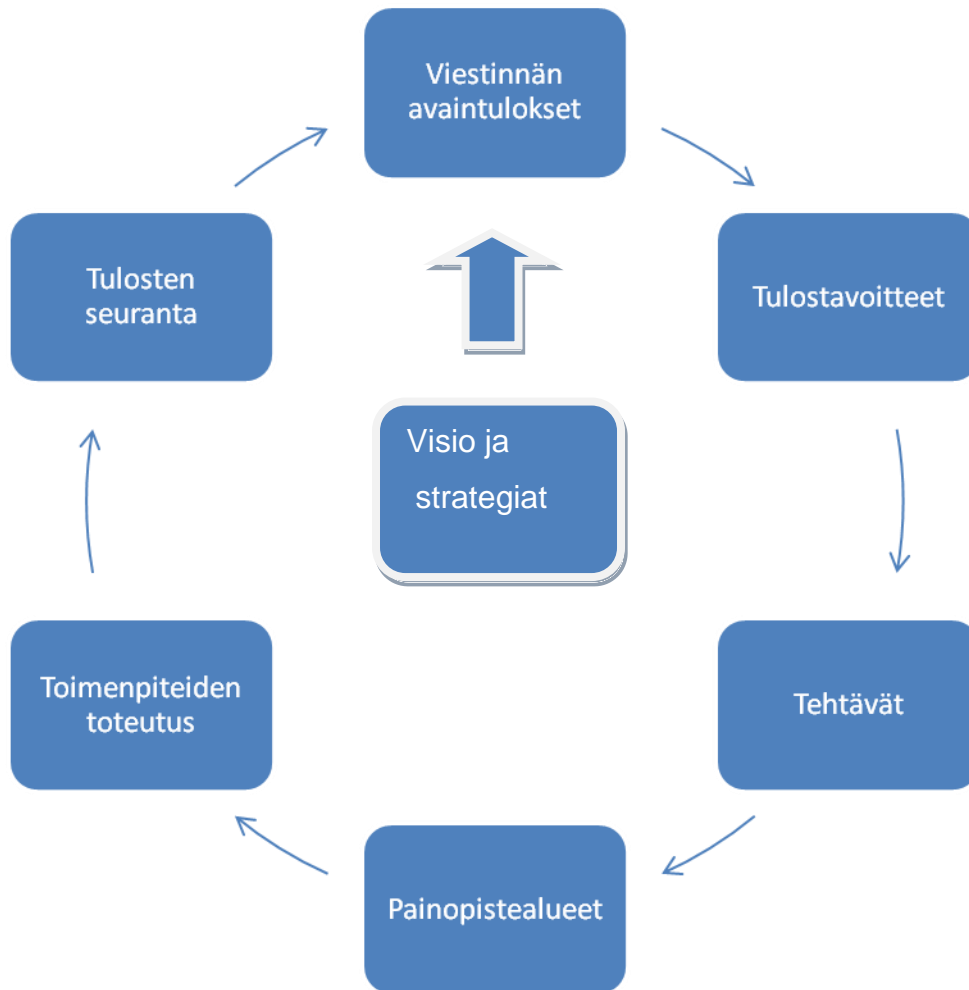 Viestinnän
avaintulokset
Tulosten
seuranta
Tulostavoitteet
Visio ja
strategiat
Toimenpiteiden
toteutus
Tehtävät
Painopistealueet